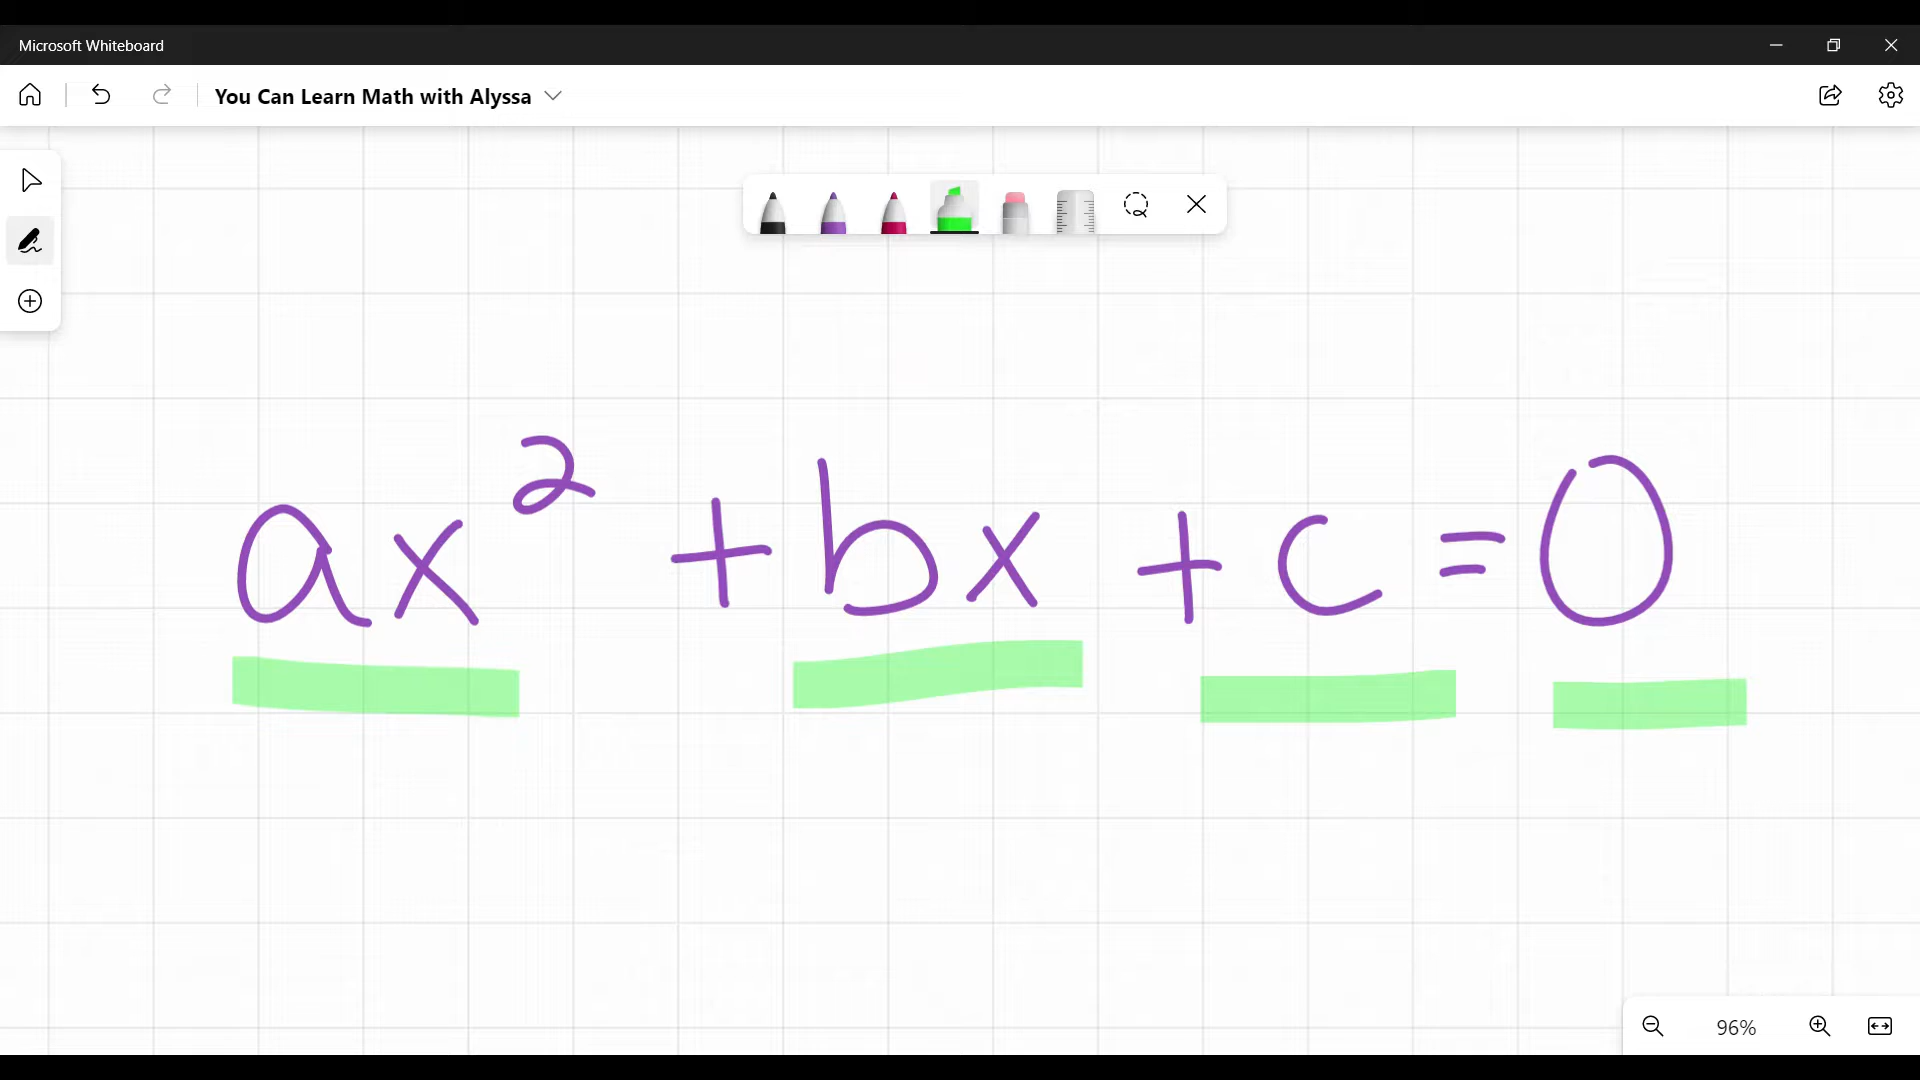 Microsoft Whiteboard
You Can Learn Math with Alyssa
ax² + bx + c = 0
96%